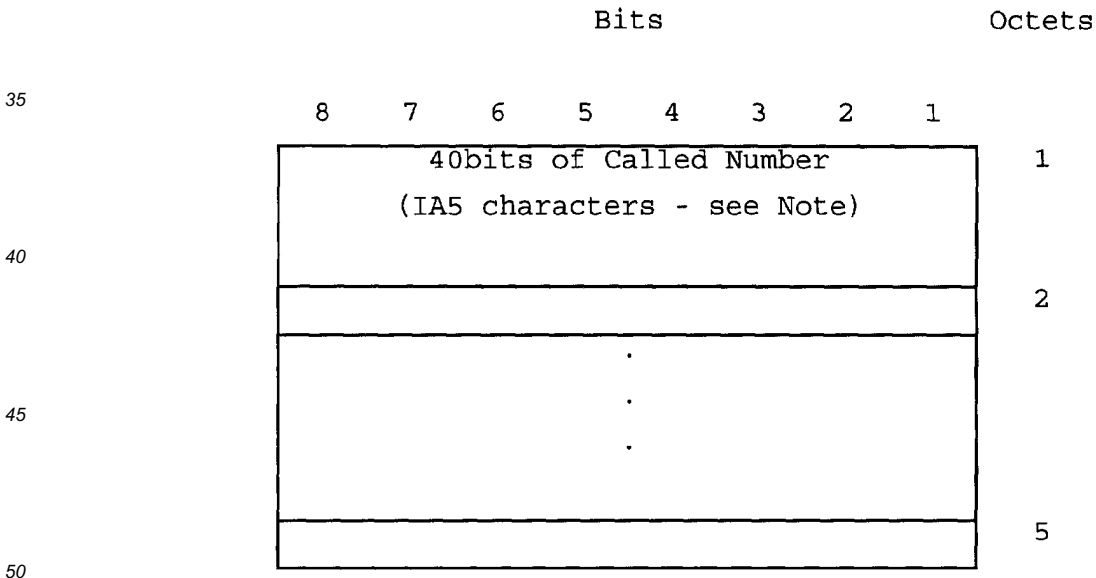 Bits Octets
35
8 7 6 5 4 3 2 1
40bits of Called Number 1
(IA5 characters - see Note)
40
2
.
.
45
.
5
50